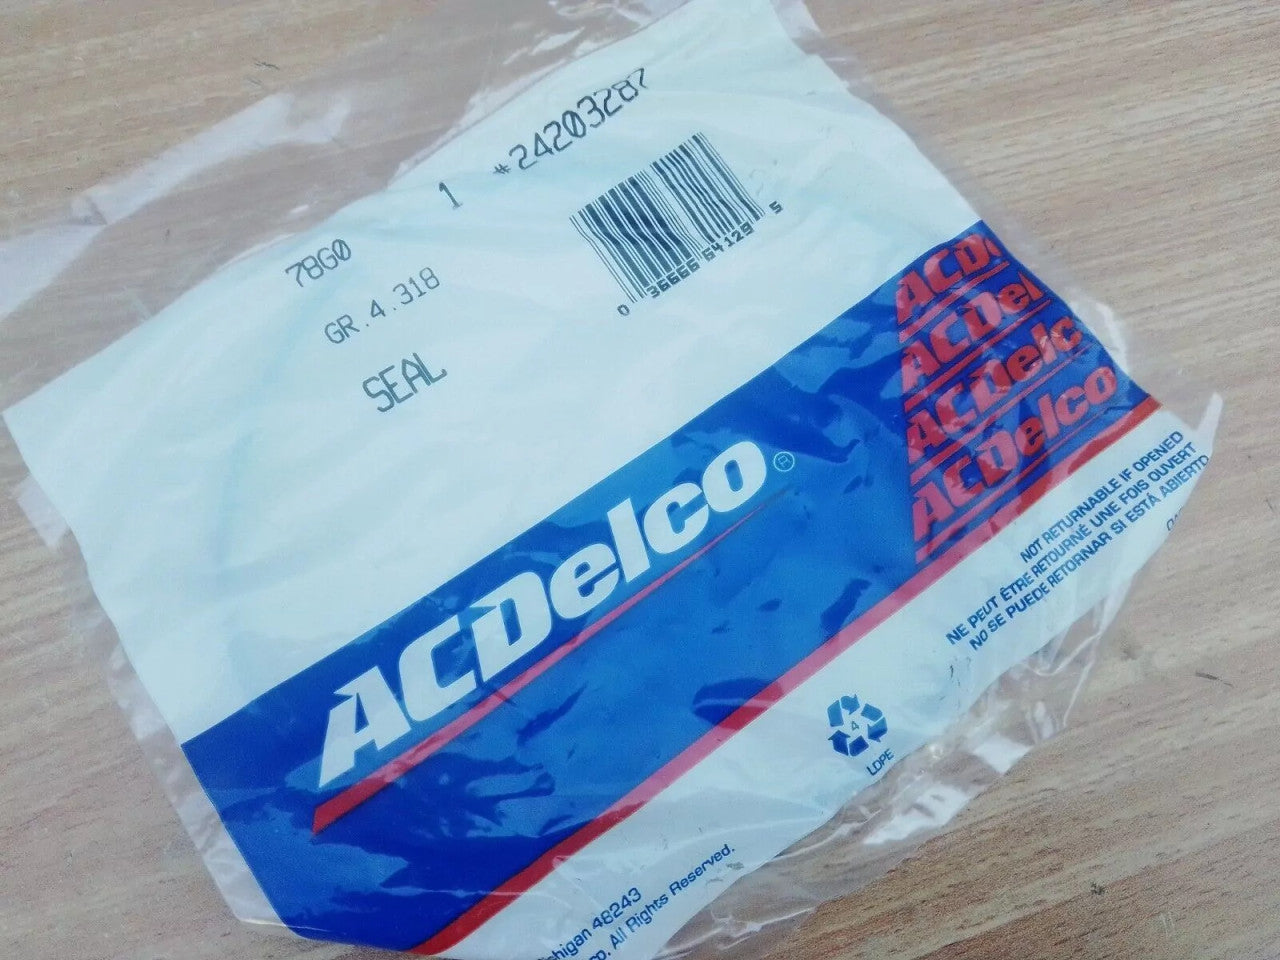 1 *24203287
78G0
GR.4.318
SEAL
0 36666 64129 5
ACDelco
ACDelco
ACDelco
ACDelco
ACDelco®
NOT RETURNABLE IF OPENED
NE PEUT ÊTRE RETOURNÉ UNE FOIS OUVERT
NO SE PUEDE RETORNAR SI ESTÁ ABIERTO
4
LDPE
48243
All Rights Reserved.